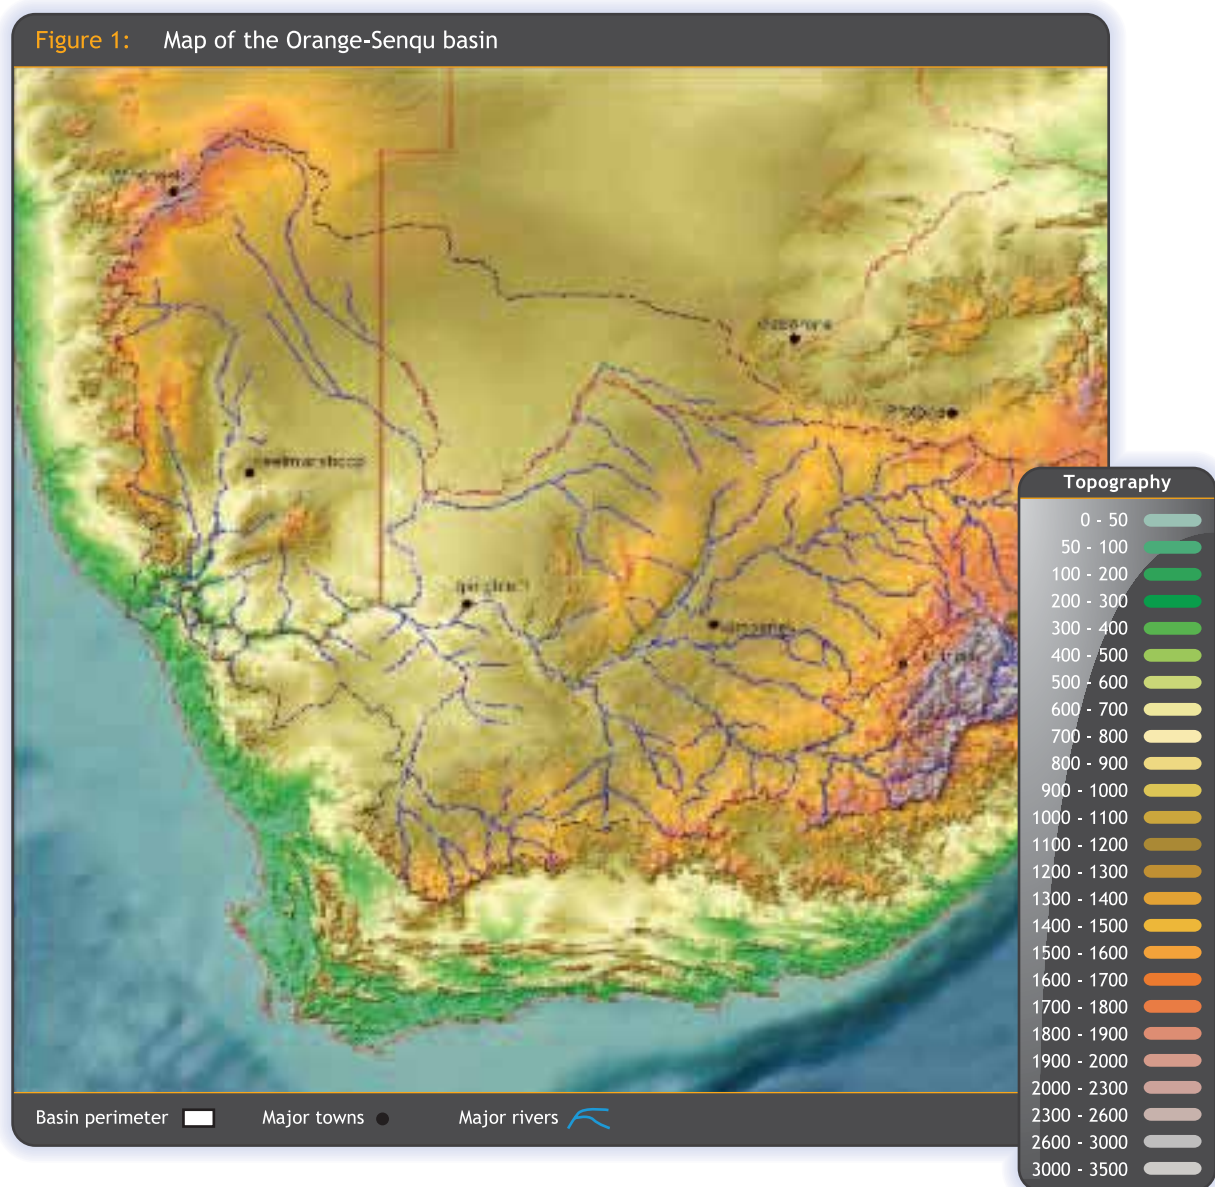 Figure 1: Map of the Orange-Senqu basin
Topography
0 - 50
50 - 100
100 - 200
200 - 300
300 - 400
400 - 500
500 - 600
600 - 700
700 - 800
800 - 900
900 - 1000
1000 - 1100
1100 - 1200
1200 - 1300
1300 - 1400
1400 - 1500
1500 - 1600
1600 - 1700
1700 - 1800
1800 - 1900
1900 - 2000
2000 - 2300
2300 - 2600
2600 - 3000
3000 - 3500
Basin perimeter Major towns Major rivers